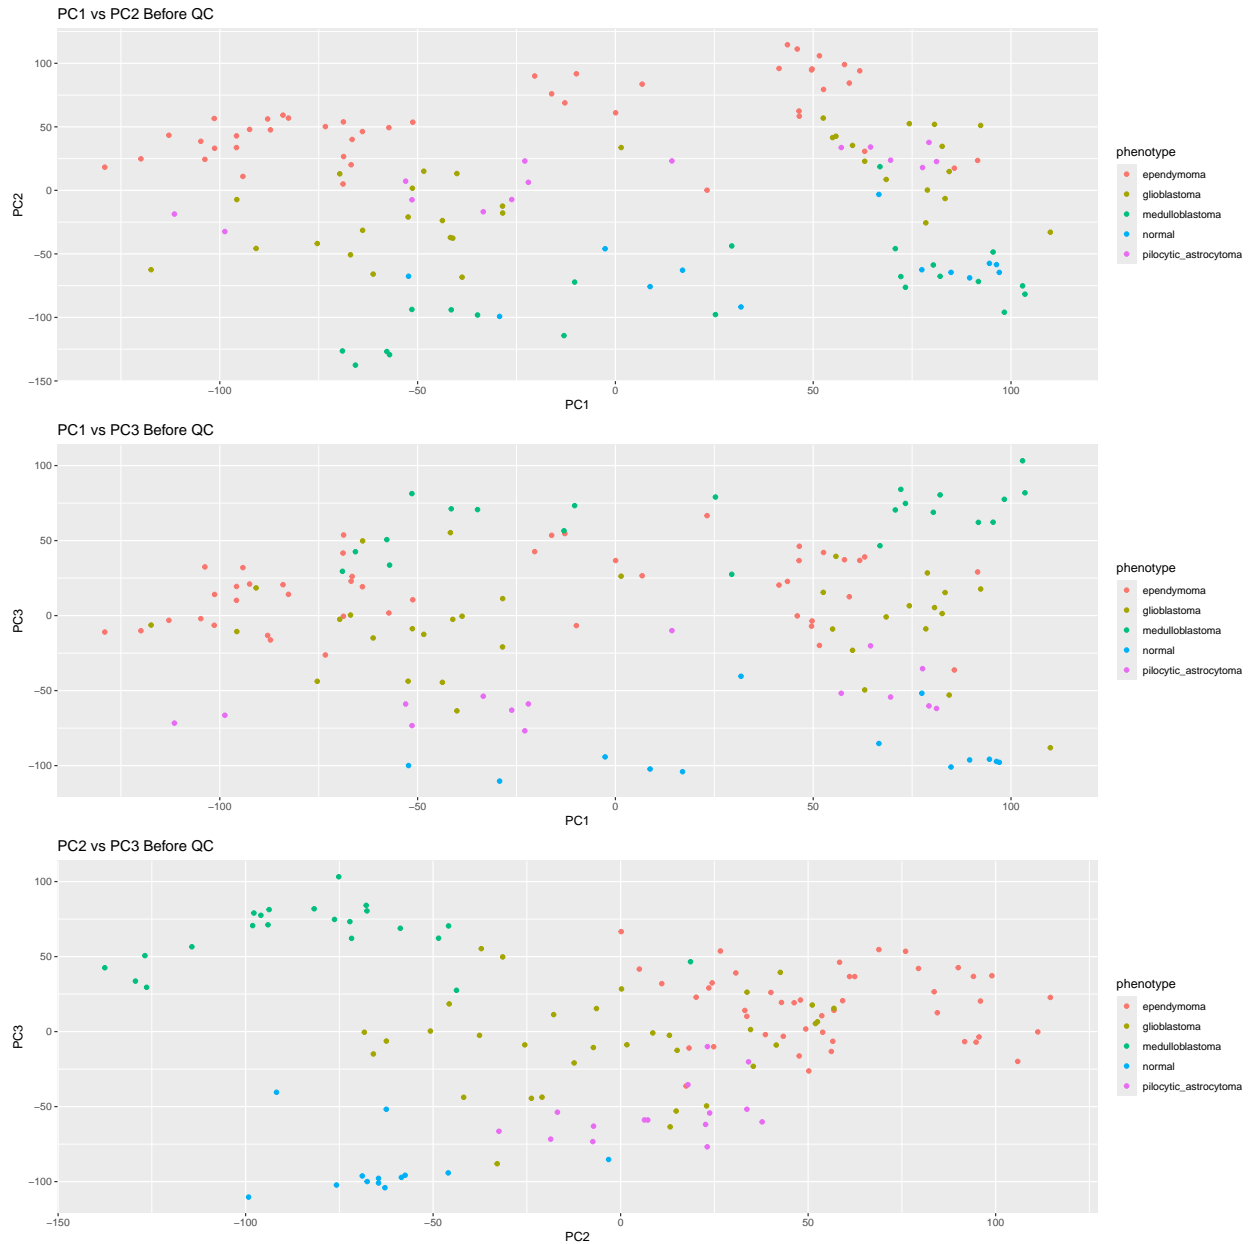 PC1 vs PC2 Before QC
100
50
0
−50
−100
−150
PC2
−100
−50
0
50
100
PC1
phenotype
ependymoma
glioblastoma
medulloblastoma
normal
pilocytic_astrocytoma
PC1 vs PC3 Before QC
100
50
0
−50
−100
PC3
−100
−50
0
50
100
PC1
phenotype
ependymoma
glioblastoma
medulloblastoma
normal
pilocytic_astrocytoma
PC2 vs PC3 Before QC
100
50
0
−50
−100
PC3
−150
−100
−50
0
50
100
PC2
phenotype
ependymoma
glioblastoma
medulloblastoma
normal
pilocytic_astrocytoma